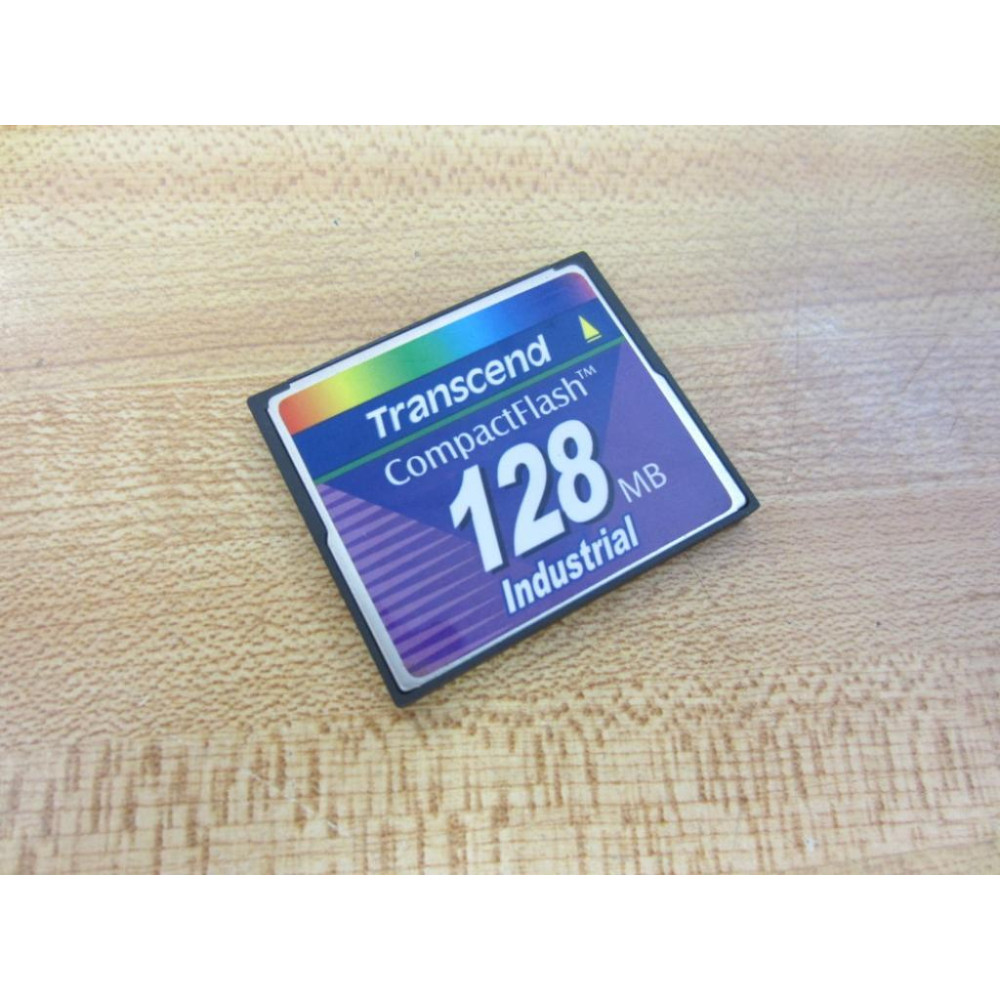 Transcend
CompactFlash™
128 MB
Industrial